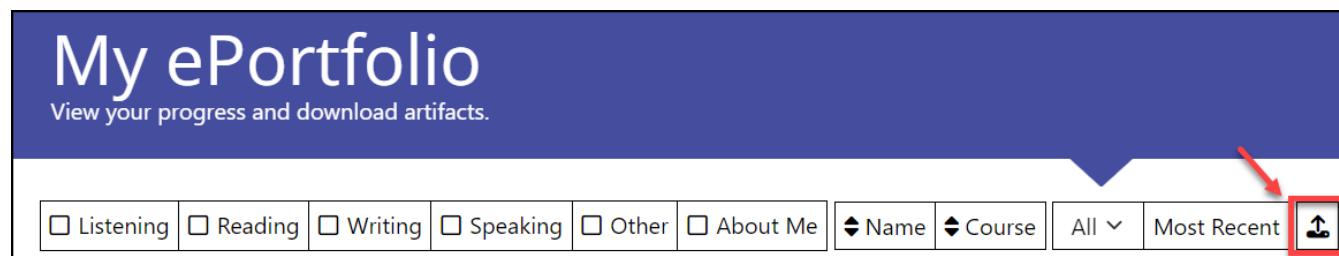 My ePortfolio
View your progress and download artifacts.
Listening Reading Writing Speaking Other About Me Name Course All Most Recent